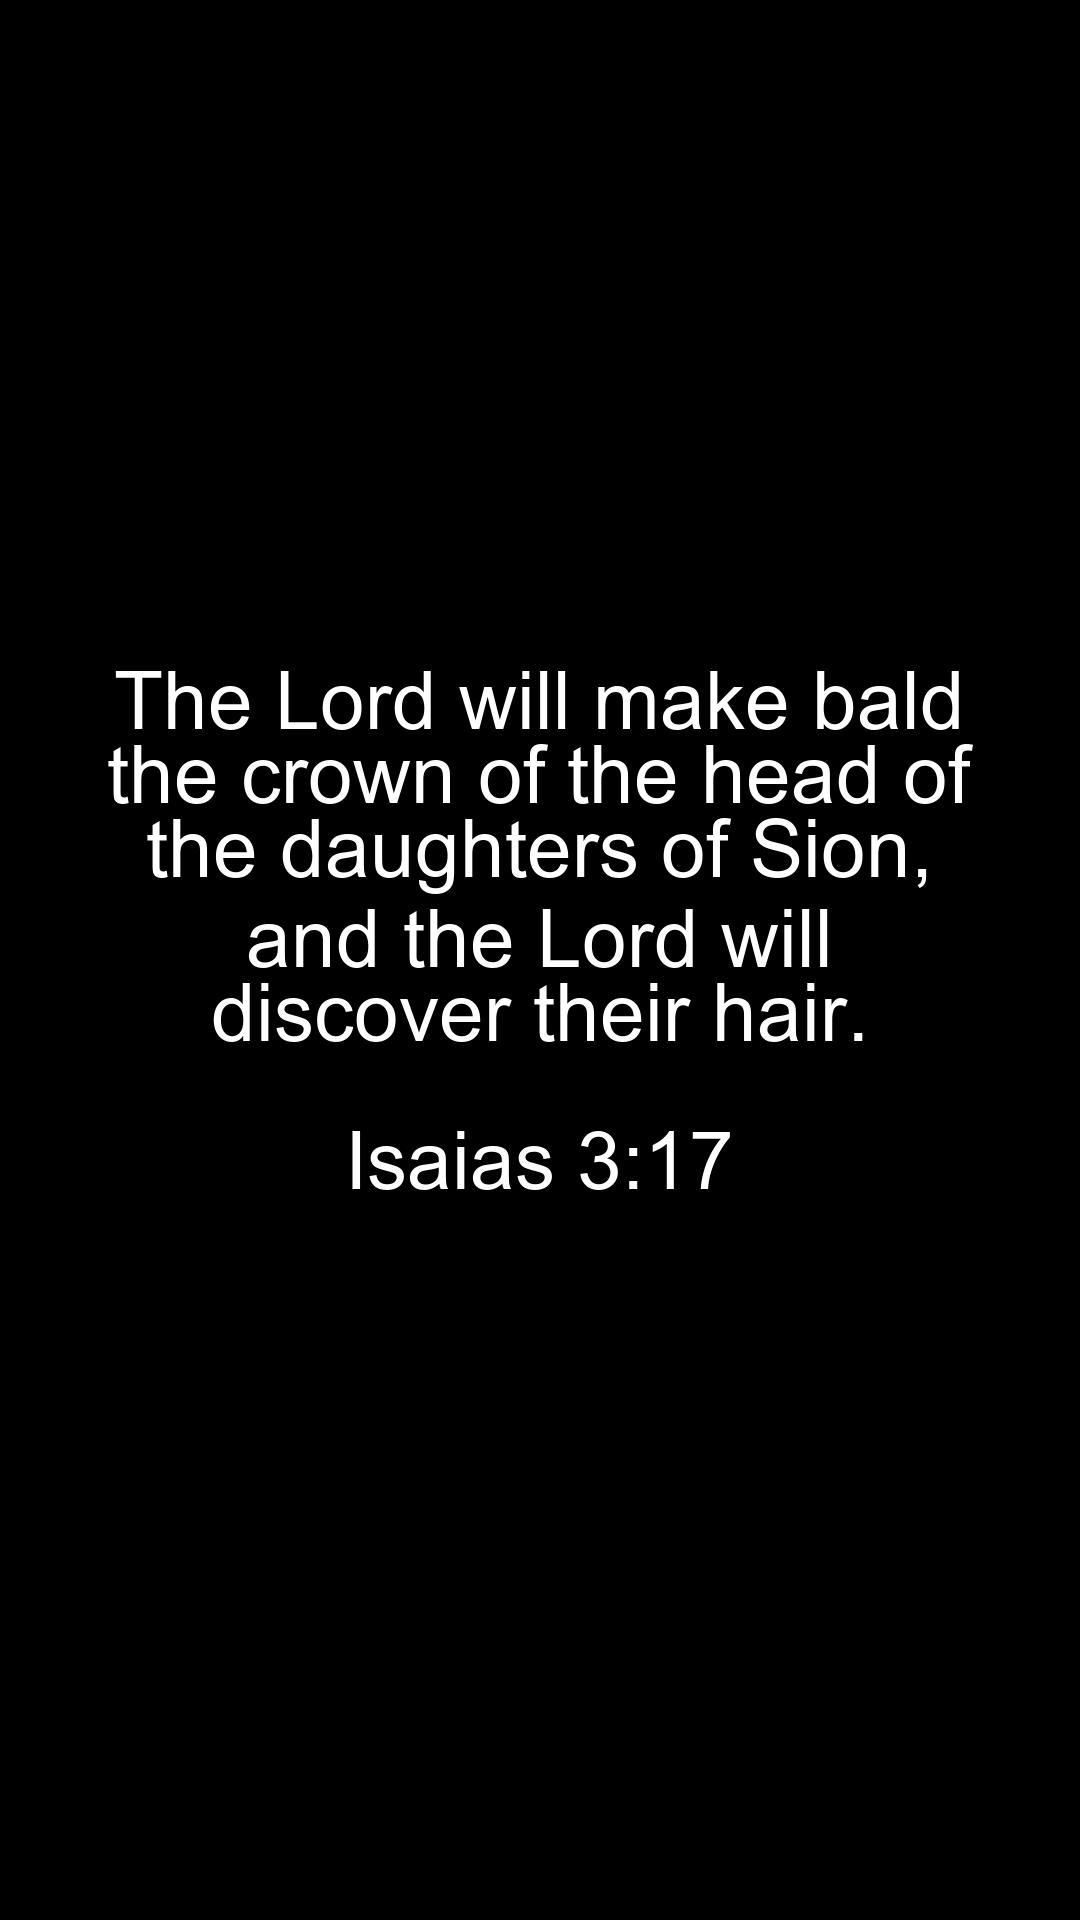 The Lord will make bald
the crown of the head of
the daughters of Sion,
and the Lord will
discover their hair.
Isaias 3:17